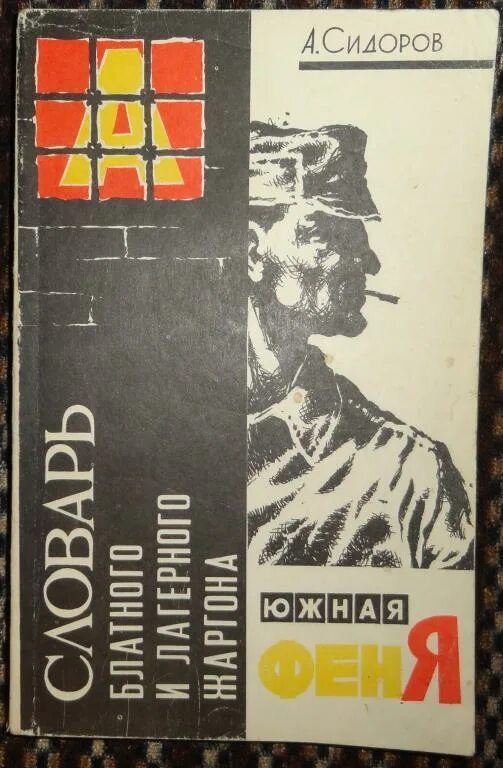 А.Сидоров
А
СЛОВАРЬ
БЛАТНОГО
И ЛАГЕРНОГО
ЖАРГОНА
ЮЖНАЯ
ФЕНЯ